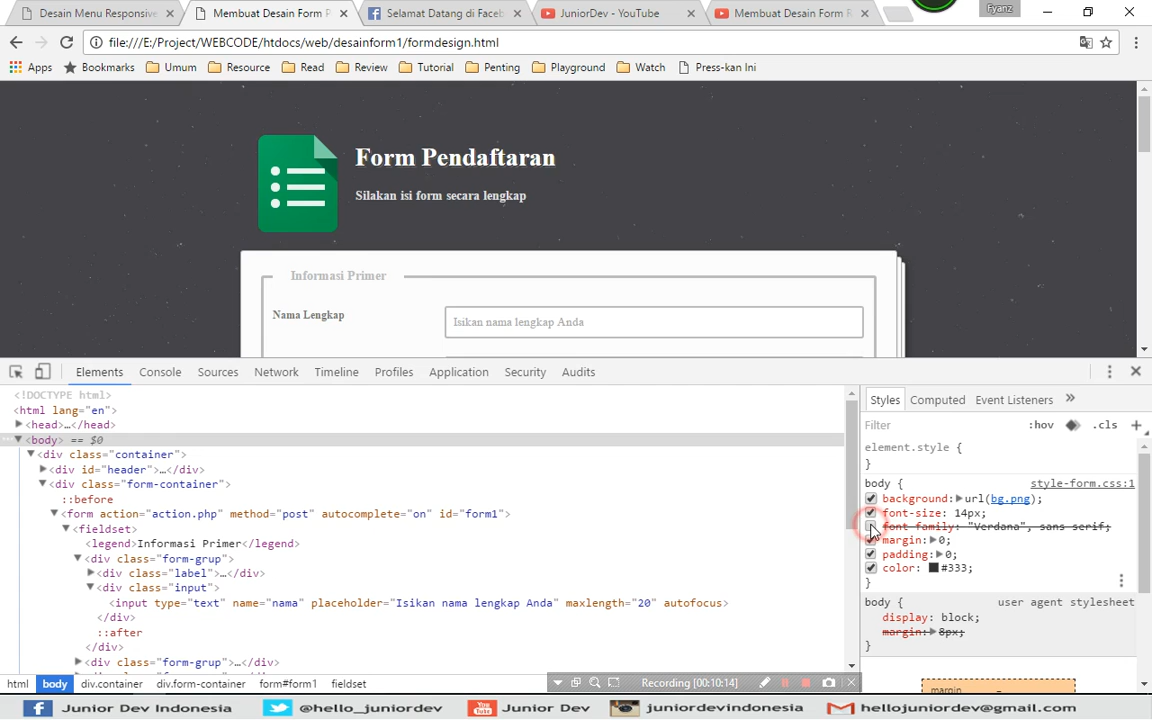 Desain Menu Responsive
Membuat Desain Form P
Selamat Datang di Faceb
JuniorDev - YouTube
Membuat Desain Form R
Fyanz
file:///E:/Project/WEBCODE/htdocs/web/desainform1/formdesign.html
Apps Bookmarks Umum Resource Read Review Tutorial Penting Playground Watch Press-kan Ini
Form Pendaftaran
Silakan isi form secara lengkap
Informasi Primer
Nama Lengkap
Isikan nama lengkap Anda
Elements Console Sources Network Timeline Profiles Application Security Audits
<!DOCTYPE html>
<html lang="en">
<head>…</head>
<body> == $0
<div class="container">
<div id="header">…</div>
<div class="form-container">
::before
<form action="action.php" method="post" autocomplete="on" id="form1">
<fieldset>
<legend>Informasi Primer</legend>
<div class="form-grup">
<div class="label">…</div>
<div class="input">
<input type="text" name="nama" placeholder="Isikan nama lengkap Anda" maxlength="20" autofocus>
</div>
::after
</div>
<div class="form-grup">…</div>
html body div.container div.form-container form#form1 fieldset
Styles Computed Event Listeners »
Filter :hov .cls +
element.style {
}
body { style-form.css:1
background: url(bg.png);
font-size: 14px;
font-family: "Verdana", sans serif;
margin: 0;
padding: 0;
color: #333;
}
body { user agent stylesheet
display: block;
margin: 8px;
}
margin -
Recording [00:10:14]
Junior Dev Indonesia @hello_juniordev Junior Dev juniordevindonesia hellojuniordev@gmail.com